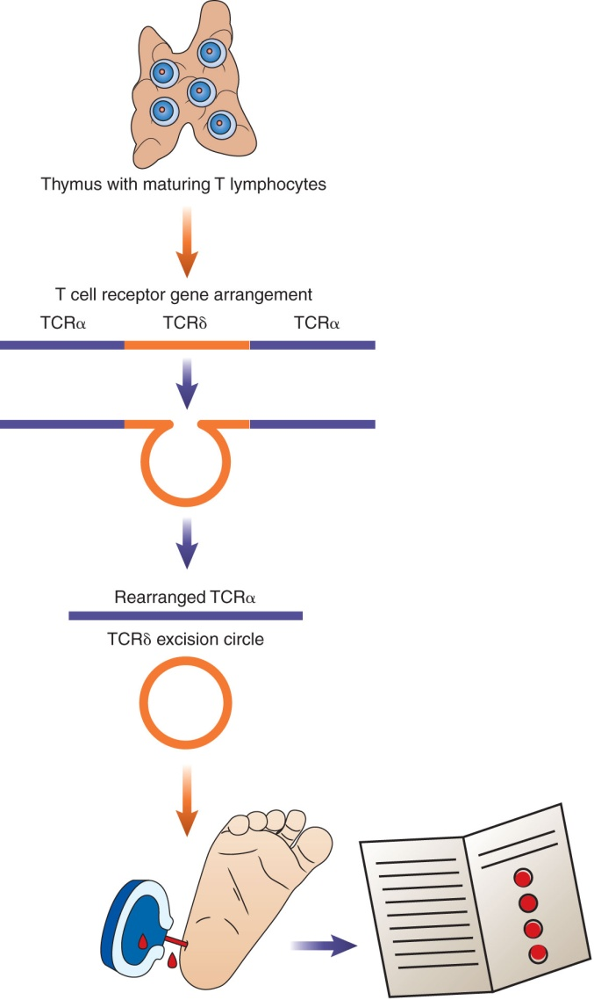 Thymus with maturing T lymphocytes
T cell receptor gene arrangement
TCRα TCRδ TCRα
Rearranged TCRα
TCRδ excision circle